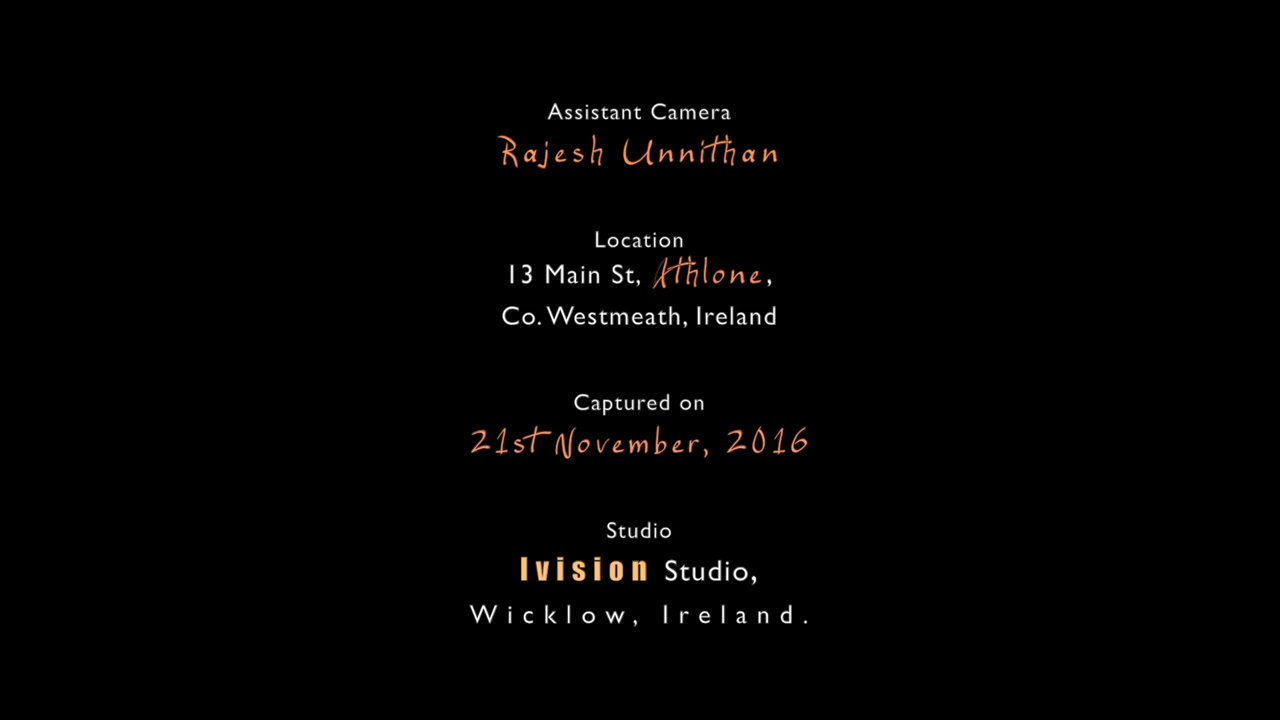 Assistant Camera
Rajesh Unnithan
Location
13 Main St, Athlone,
Co. Westmeath, Ireland
Captured on
21st November, 2016
Studio
Ivision Studio,
Wicklow, Ireland.